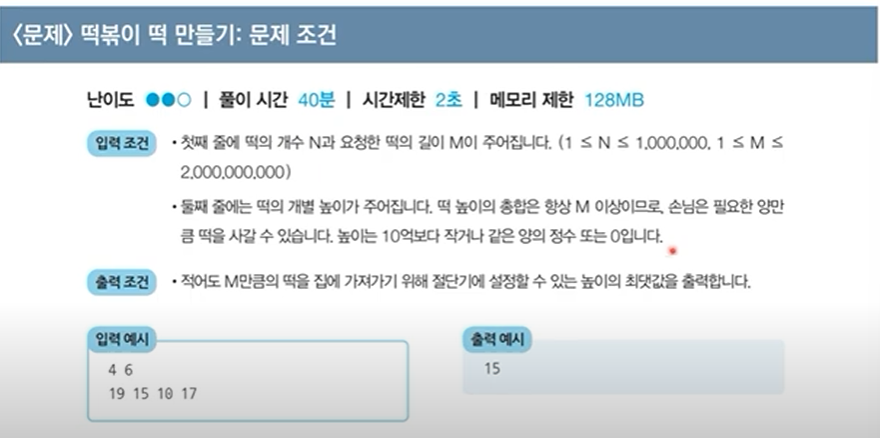 <문제> 떡볶이 떡 만들기: 문제 조건
난이도 ●●○ | 풀이 시간 40분 | 시간제한 2초 | 메모리 제한 128MB
입력 조건 • 첫째 줄에 떡의 개수 N과 요청한 떡의 길이 M이 주어집니다. (1 ≤ N ≤ 1,000,000, 1 ≤ M ≤
2,000,000,000)
• 둘째 줄에는 떡의 개별 높이가 주어집니다. 떡 높이의 총합은 항상 M 이상이므로, 손님은 필요한 양만
큼 떡을 사갈 수 있습니다. 높이는 10억보다 작거나 같은 양의 정수 또는 0입니다.
출력 조건 • 적어도 M만큼의 떡을 집에 가져가기 위해 절단기에 설정할 수 있는 높이의 최댓값을 출력합니다.
입력 예시
4 6
19 15 10 17
출력 예시
15